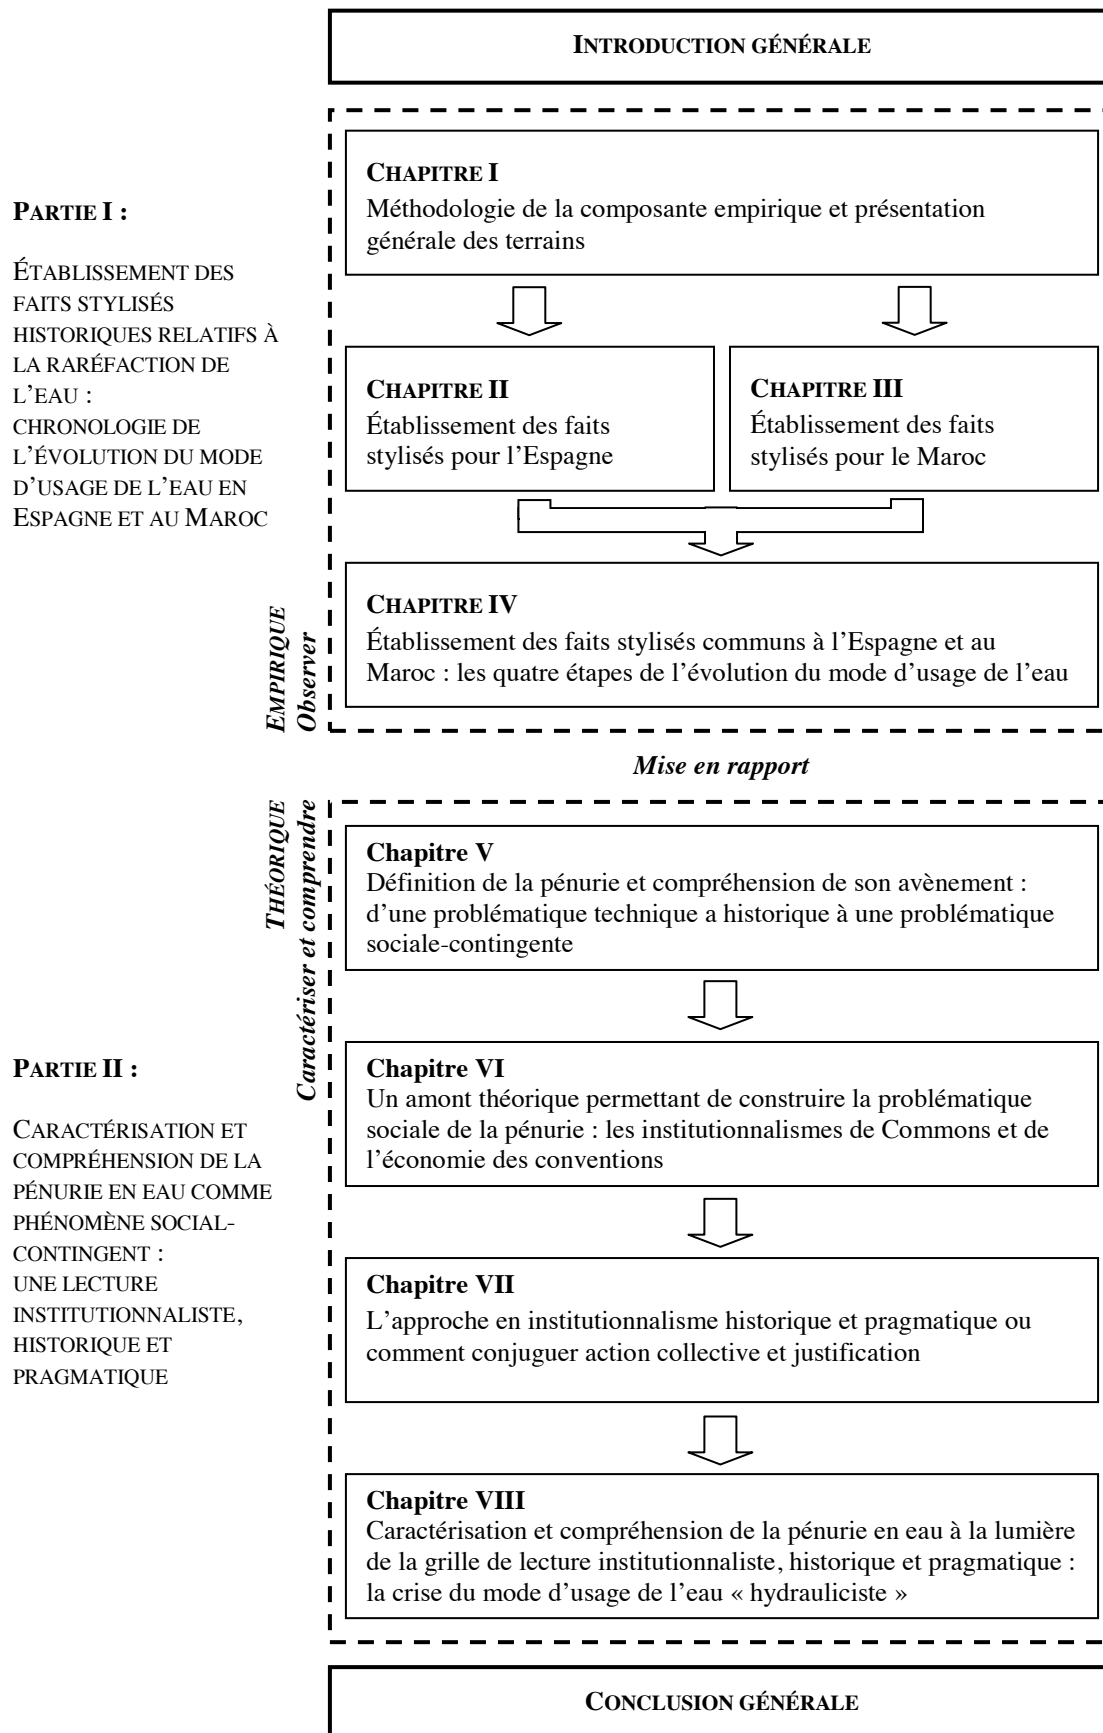 INTRODUCTION GÉNÉRALE
PARTIE I :
ÉTABLISSEMENT DES
FAITS STYLISÉS
HISTORIQUES RELATIFS À
LA RARÉFACTION DE
L’EAU :
CHRONOLOGIE DE
L’ÉVOLUTION DU MODE
D’USAGE DE L’EAU EN
ESPAGNE ET AU MAROC
EMPIRIQUE
Observer
CHAPITRE I
Méthodologie de la composante empirique et présentation
générale des terrains
CHAPITRE II
Établissement des faits
stylisés pour l’Espagne
CHAPITRE III
Établissement des faits
stylisés pour le Maroc
CHAPITRE IV
Établissement des faits stylisés communs à l’Espagne et au
Maroc : les quatre étapes de l’évolution du mode d’usage de l’eau
Mise en rapport
PARTIE II :
CARACTÉRISATION ET
COMPRÉHENSION DE LA
PÉNURIE EN EAU COMME
PHÉNOMÈNE SOCIAL-
CONTINGENT :
UNE LECTURE
INSTITUTIONNALISTE,
HISTORIQUE ET
PRAGMATIQUE
THÉORIQUE
Caractériser et comprendre
Chapitre V
Définition de la pénurie et compréhension de son avènement :
d’une problématique technique a historique à une problématique
sociale-contingente
Chapitre VI
Un amont théorique permettant de construire la problématique
sociale de la pénurie : les institutionnalismes de Commons et de
l’économie des conventions
Chapitre VII
L’approche en institutionnalisme historique et pragmatique ou
comment conjuguer action collective et justification
Chapitre VIII
Caractérisation et compréhension de la pénurie en eau à la lumière
de la grille de lecture institutionnaliste, historique et pragmatique :
la crise du mode d’usage de l’eau « hydrauliciste »
CONCLUSION GÉNÉRALE